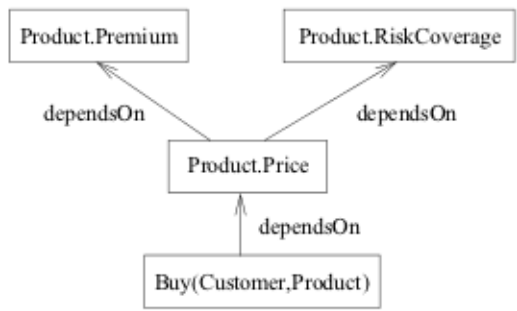 Product.Premium
Product.RiskCoverage
dependsOn
dependsOn
Product.Price
dependsOn
Buy(Customer,Product)